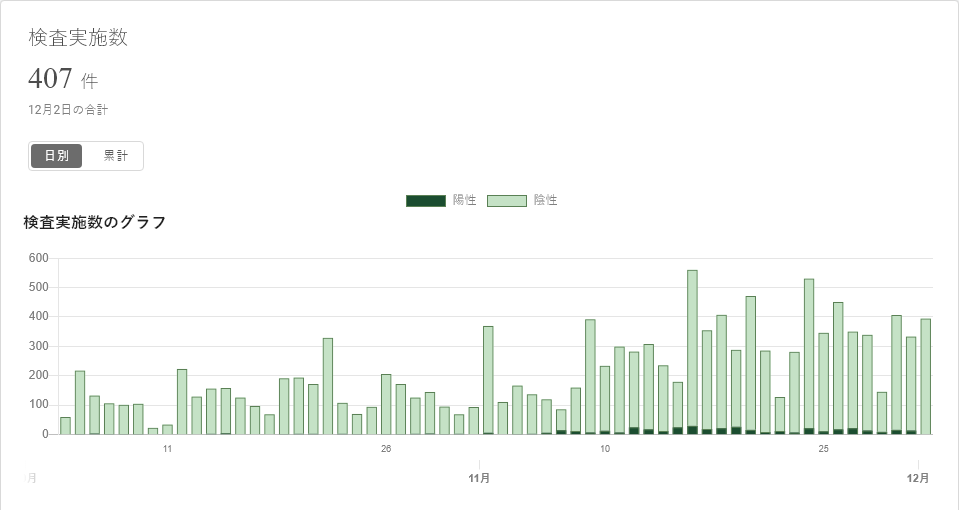 検査実施数
407 件
12月2日の合計
日別 累計
陽性 陰性
検査実施数のグラフ
600
500
400
300
200
100
0
11 26 10 25
月 11月 12月